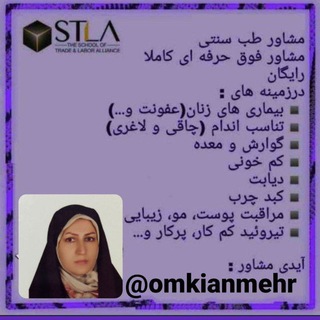 STLA
THE SCHOOL OF
TRADE & LABOR ALLIANCE
مشاور طب سنتی
مشاور فوق حرفه ای کاملا
رایگان
درزمینه های :
بیماری های زنان(عفونت و...)
تناسب اندام (چاقی و لاغری)
گوارش و معده
کم خونی
دیابت
کبد چرب
مراقبت پوست، مو، زیبایی
تیروئید کم کار، پرکار و...
آیدی مشاور :
@omkianmehr